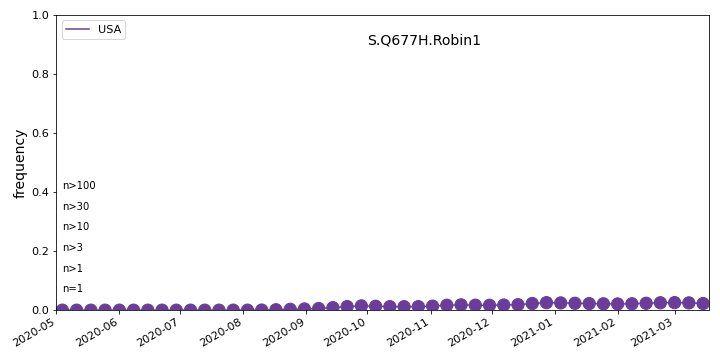 1.0
USA
S.Q677H.Robin1
0.8
0.6
frequency
0.4
n>100
n>30
n>10
0.2
n>3
n>1
n=1
0.0
2020-05
2020-06
2020-07
2020-08
2020-09
2020-10
2020-11
2020-12
2021-01
2021-02
2021-03